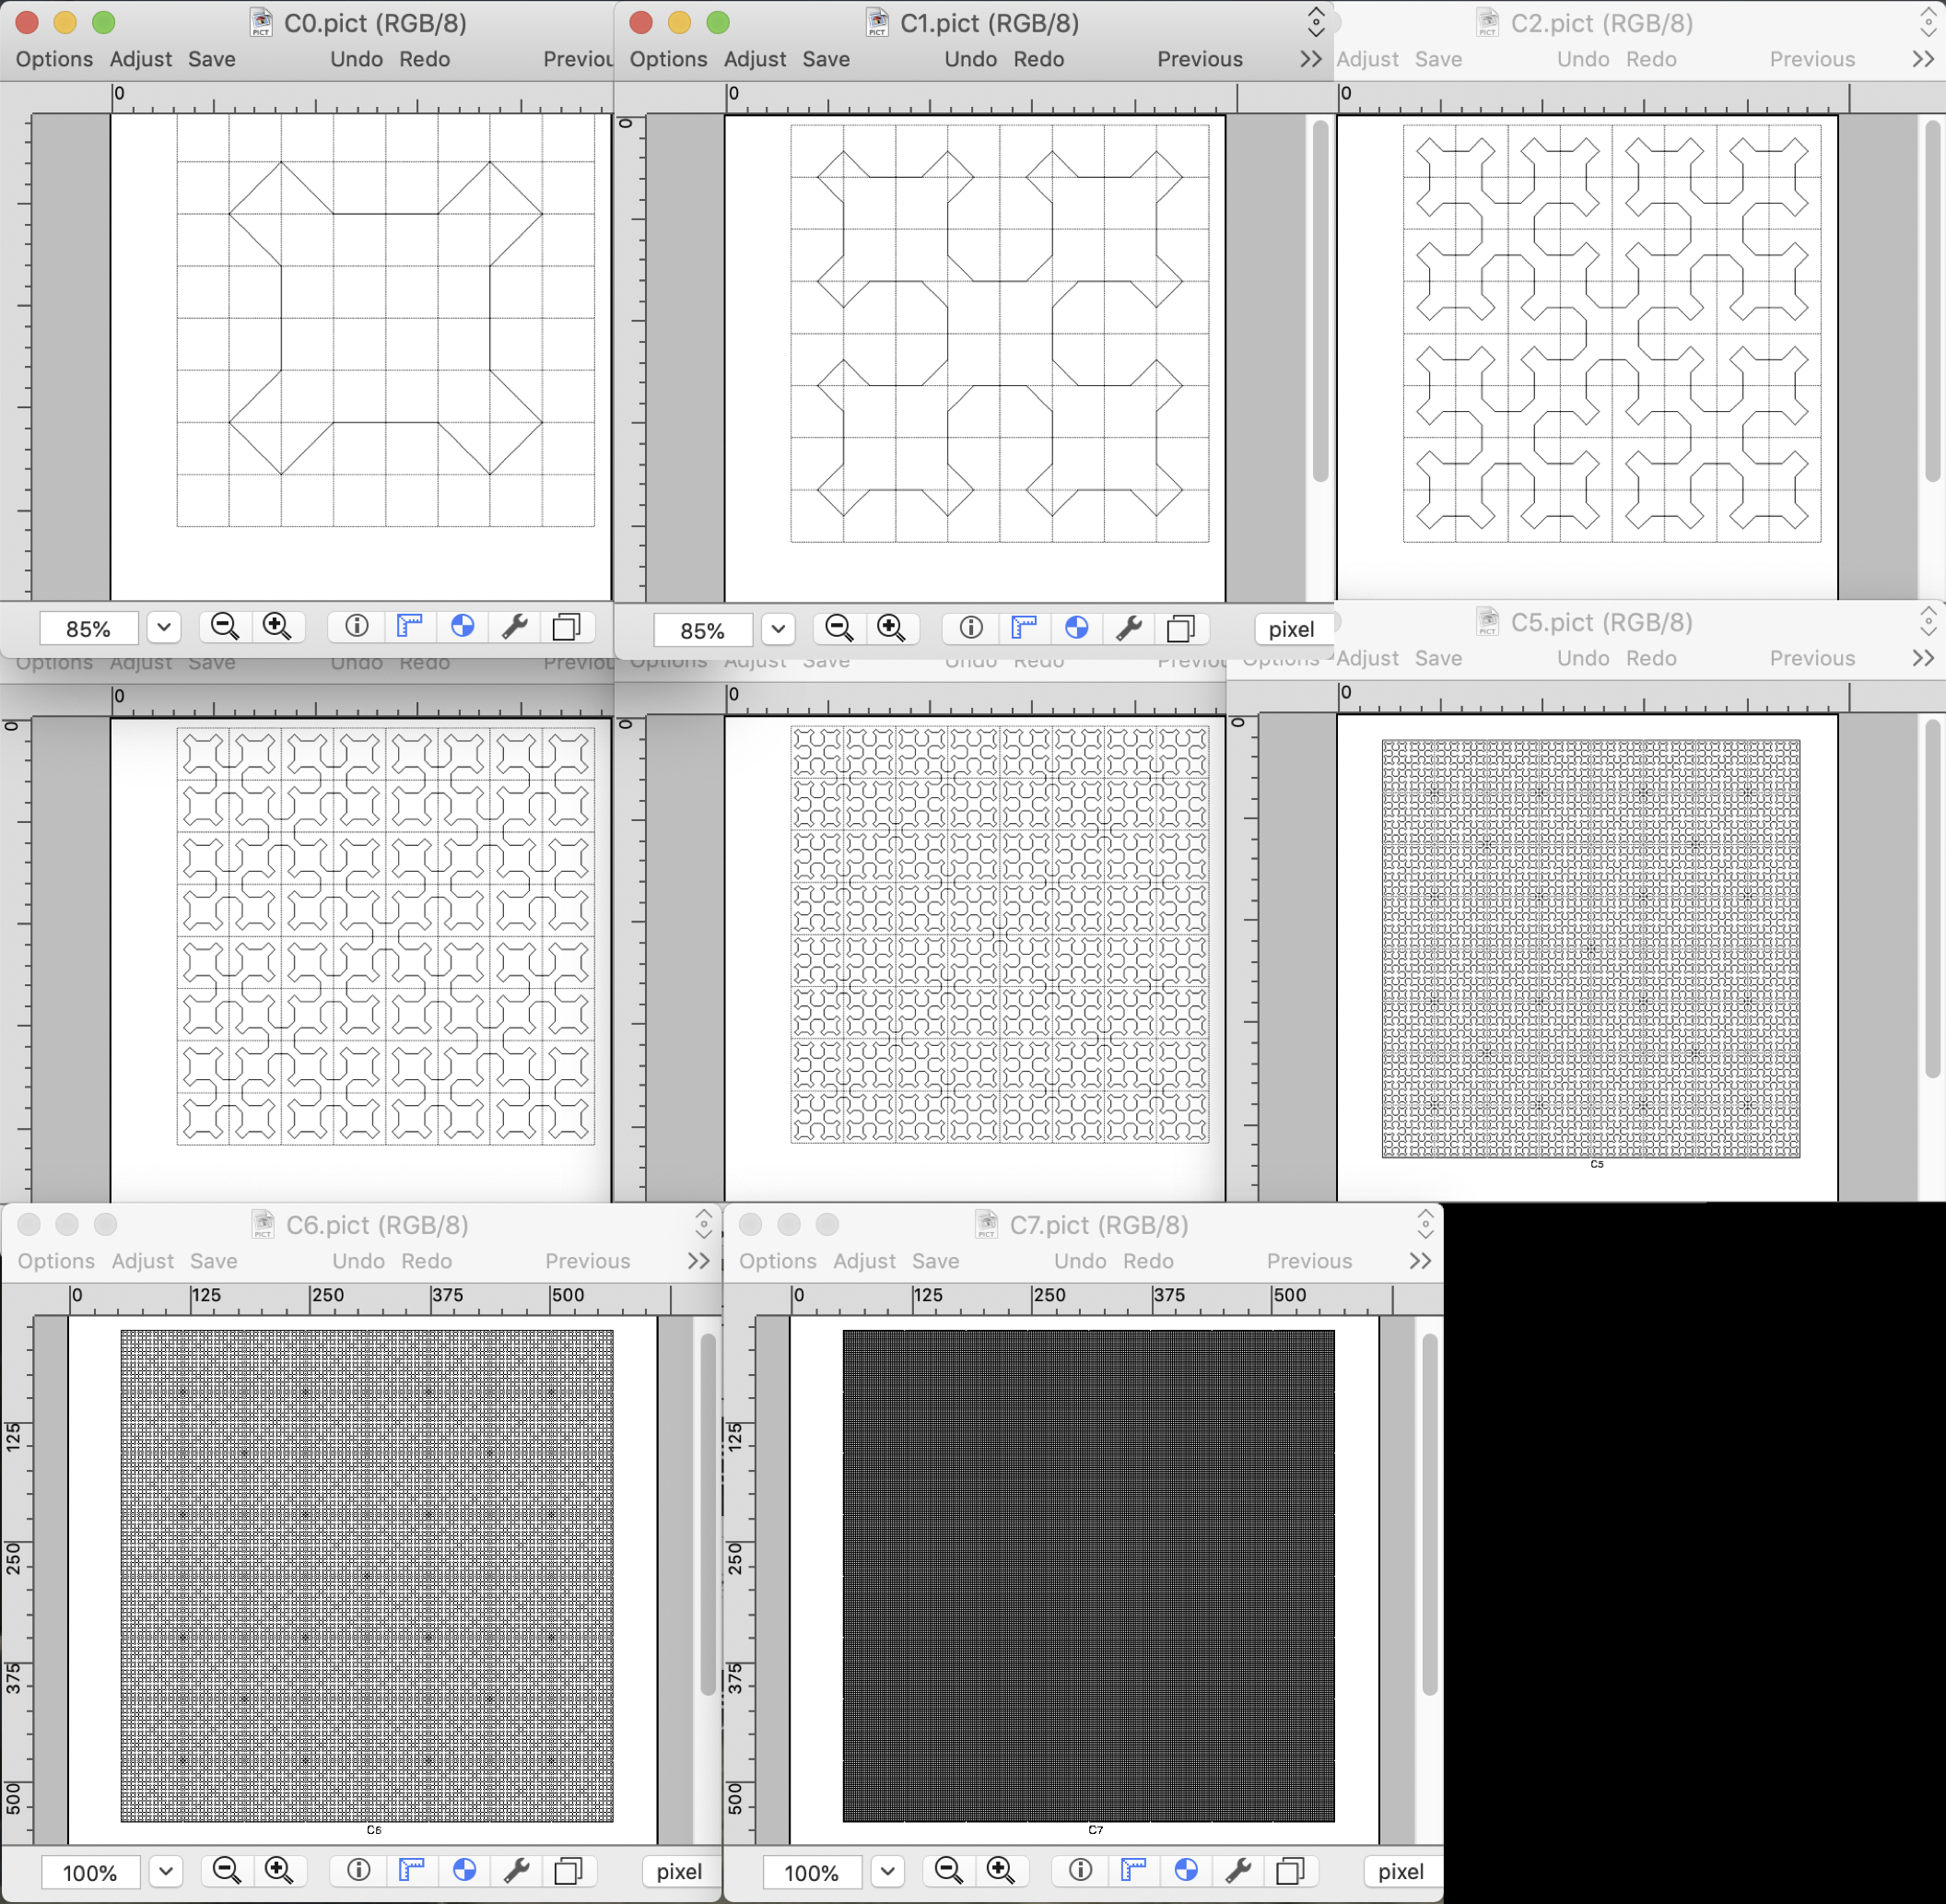 C0.pict (RGB/8)
Options Adjust Save Undo Redo Previou
0
85%
C1.pict (RGB/8)
Options Adjust Save Undo Redo Previous
0
0
85% pixel
C2.pict (RGB/8)
Adjust Save Undo Redo Previous
0
Options Adjust Save Undo Redo Previou
0
0
Options Adjust Save Undo Redo Previou
0
0
C5.pict (RGB/8)
Options Adjust Save Undo Redo Previous
0
0
C5
C6.pict (RGB/8)
Options Adjust Save Undo Redo Previous
0 125 250 375 500
125
250
375
500
C6
100% pixel
C7.pict (RGB/8)
Options Adjust Save Undo Redo Previous
0 125 250 375 500
125
250
375
500
C7
100% pixel